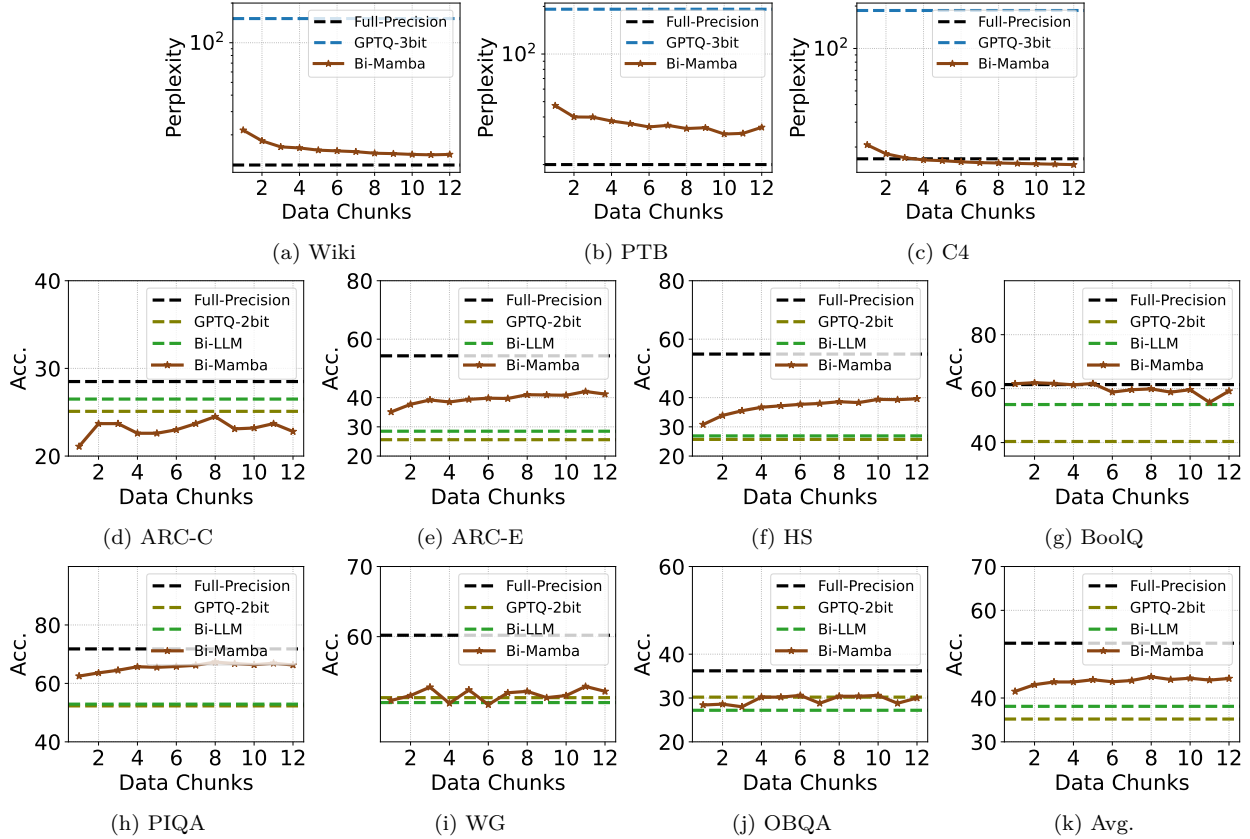 Perplexity
10²
Full-Precision
GPTQ-3bit
Bi-Mamba
2 4 6 8 10 12
Data Chunks
(a) Wiki
Perplexity
10²
Full-Precision
GPTQ-3bit
Bi-Mamba
2 4 6 8 10 12
Data Chunks
(b) PTB
Perplexity
10²
Full-Precision
GPTQ-3bit
Bi-Mamba
2 4 6 8 10 12
Data Chunks
(c) C4
Acc.
40
30
20
Full-Precision
GPTQ-2bit
Bi-LLM
Bi-Mamba
2 4 6 8 10 12
Data Chunks
(d) ARC-C
Acc.
80
60
40
30
20
Full-Precision
GPTQ-2bit
Bi-LLM
Bi-Mamba
2 4 6 8 10 12
Data Chunks
(e) ARC-E
Acc.
80
60
40
30
20
Full-Precision
GPTQ-2bit
Bi-LLM
Bi-Mamba
2 4 6 8 10 12
Data Chunks
(f) HS
Acc.
80
60
40
Full-Precision
GPTQ-2bit
Bi-LLM
Bi-Mamba
2 4 6 8 10 12
Data Chunks
(g) BoolQ
Acc.
80
60
40
Full-Precision
GPTQ-2bit
Bi-LLM
Bi-Mamba
2 4 6 8 10 12
Data Chunks
(h) PIQA
Acc.
70
60
Full-Precision
GPTQ-2bit
Bi-LLM
Bi-Mamba
2 4 6 8 10 12
Data Chunks
(i) WG
Acc.
60
40
30
20
Full-Precision
GPTQ-2bit
Bi-LLM
Bi-Mamba
2 4 6 8 10 12
Data Chunks
(j) OBQA
Acc.
70
60
40
30
Full-Precision
GPTQ-2bit
Bi-LLM
Bi-Mamba
2 4 6 8 10 12
Data Chunks
(k) Avg.